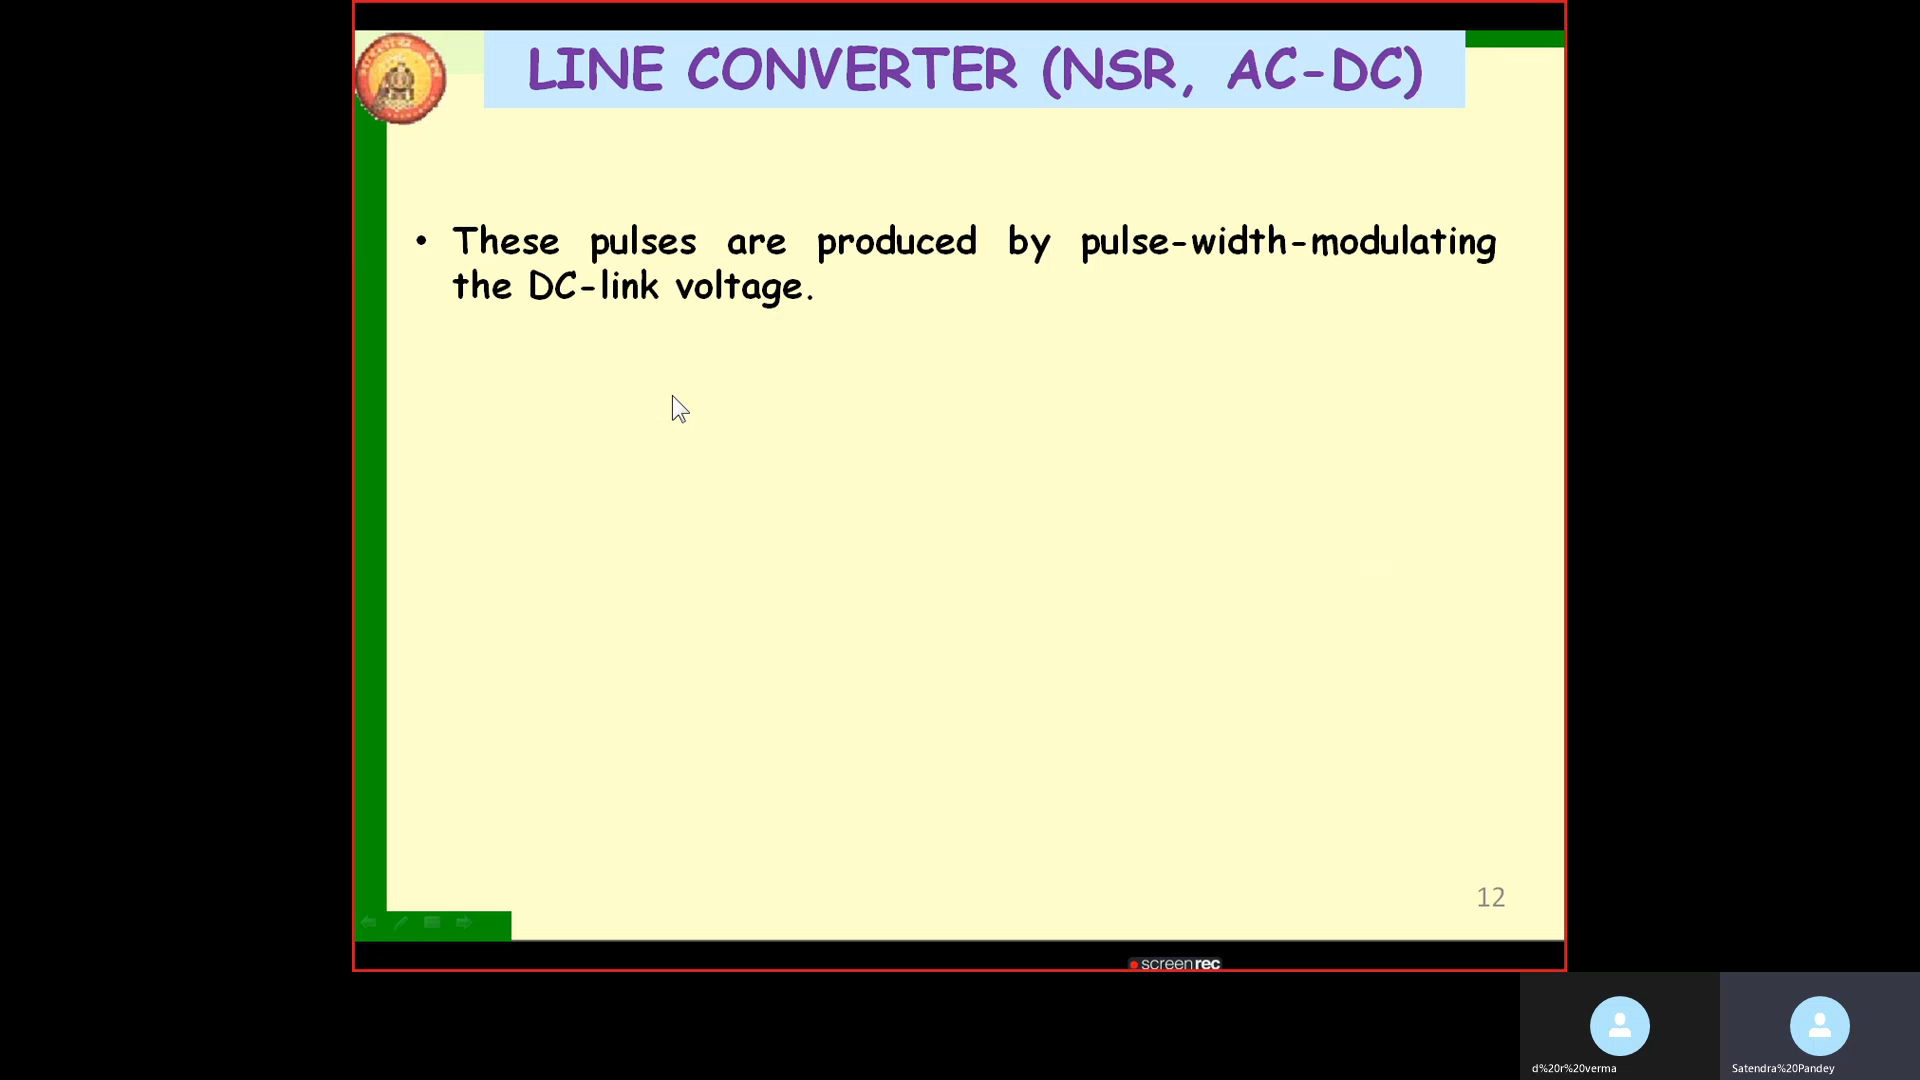 LINE CONVERTER (NSR, AC-DC)
• These pulses are produced by pulse-width-modulating
the DC-link voltage.
12
screenrec
d%20r%20verma
Satendra%20Pandey